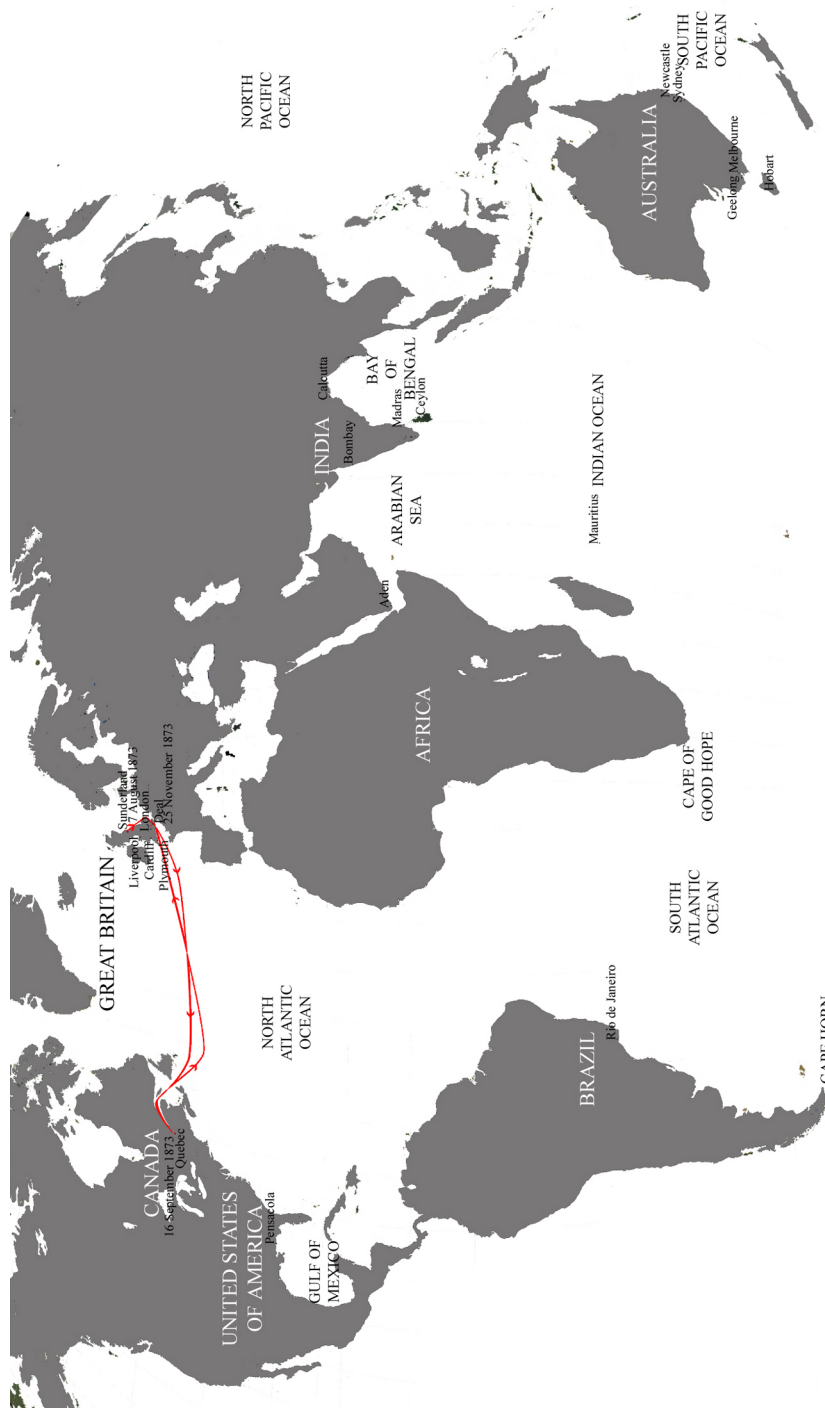 GREAT BRITAIN
Sunderland
7 August 1873
Liverpool
London
Cardiff
Deal
Plymouth
25 November 1873
CANADA
16 September 1873
Quebec
UNITED STATES
OF AMERICA
Pensacola
GULF OF
MEXICO
NORTH
ATLANTIC
OCEAN
BRAZIL
Rio de Janeiro
CAPE HORN
SOUTH
ATLANTIC
OCEAN
AFRICA
CAPE OF
GOOD HOPE
Aden
ARABIAN
SEA
INDIA
Bombay
Calcutta
Madras
Ceylon
BAY
OF
BENGAL
Mauritius
INDIAN OCEAN
NORTH
PACIFIC
OCEAN
AUSTRALIA
Newcastle
Sydney
SOUTH
PACIFIC
OCEAN
Geelong Melbourne
Hobart